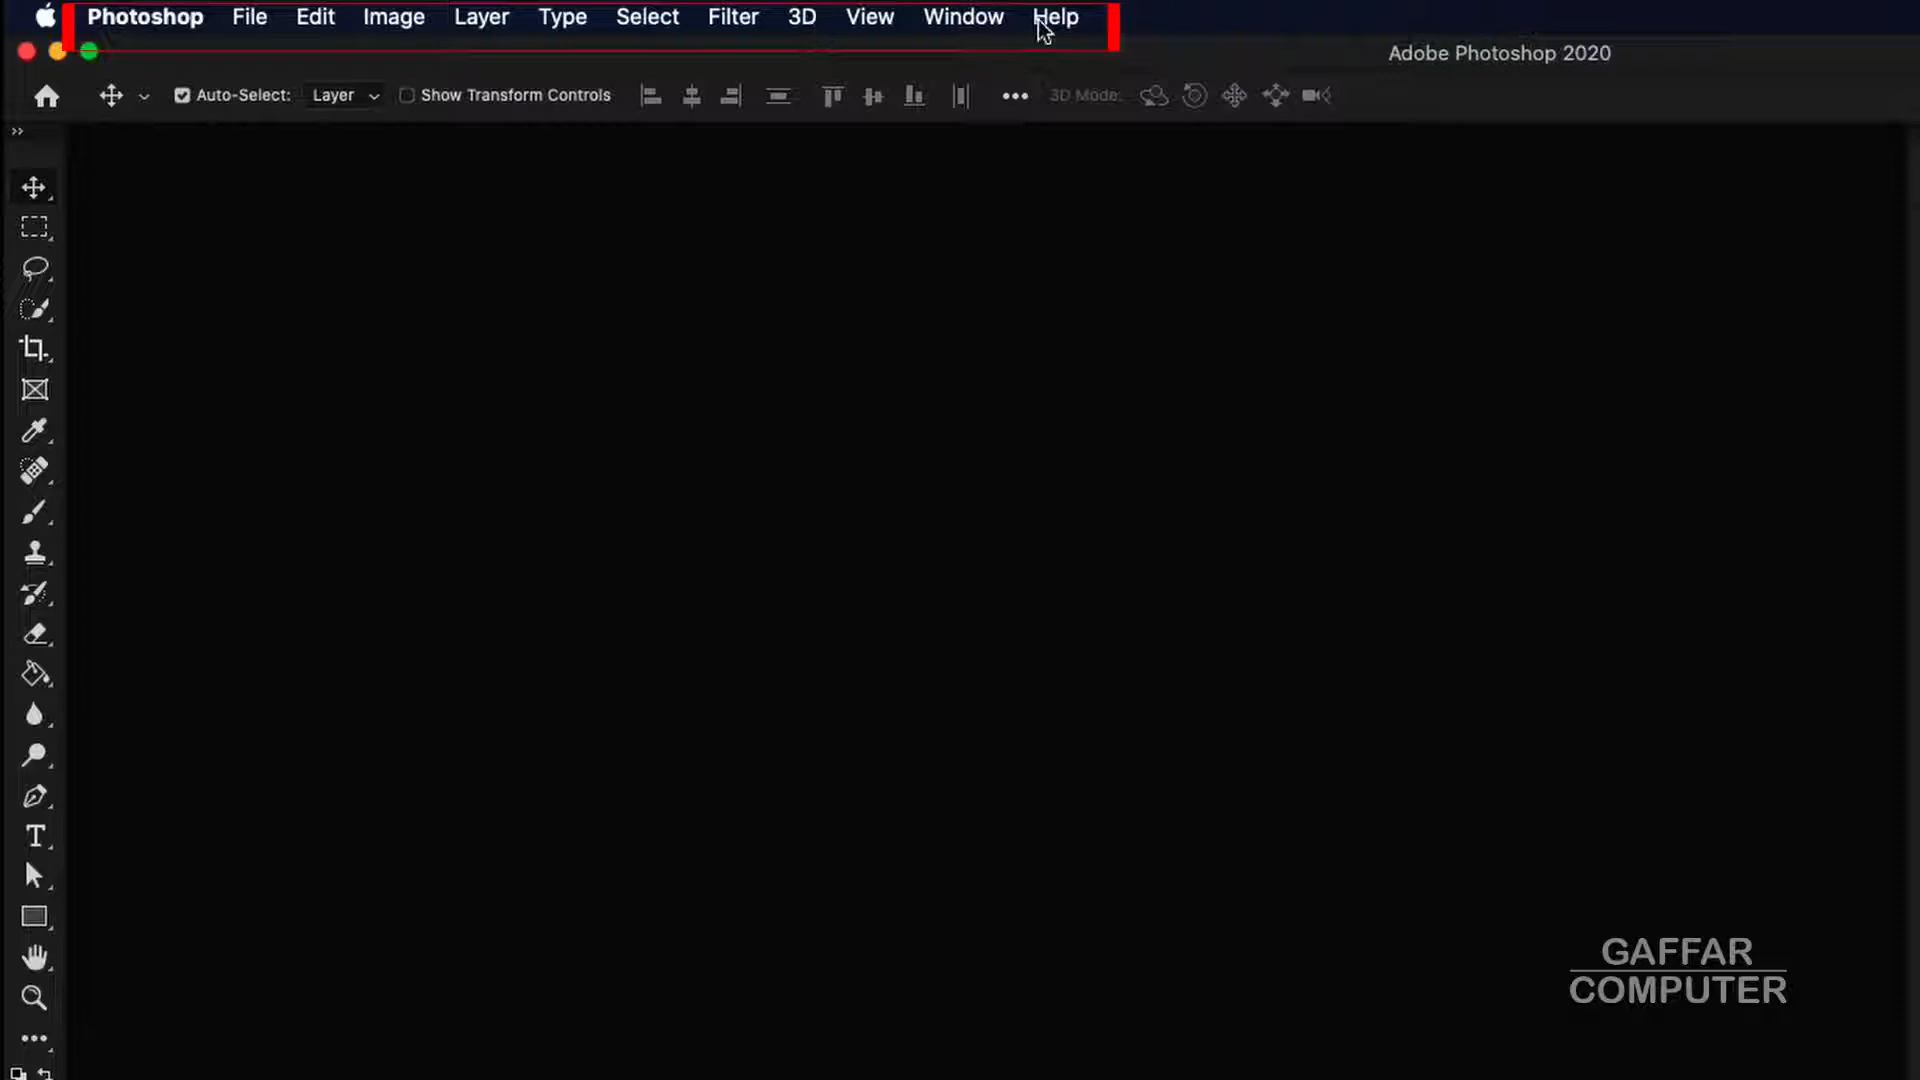 Photoshop File Edit Image Layer Type Select Filter 3D View Window Help
Adobe Photoshop 2020
Auto-Select: Layer Show Transform Controls 3D Mode:
GAFFAR
COMPUTER